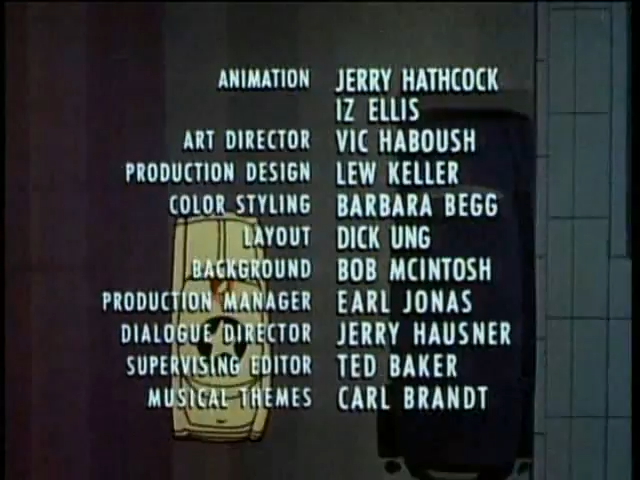 ANIMATION JERRY HATHCOCK
IZ ELLIS
ART DIRECTOR VIC HABOUSH
PRODUCTION DESIGN LEW KELLER
COLOR STYLING BARBARA BEGG
LAYOUT DICK UNG
BACKGROUND BOB MCINTOSH
PRODUCTION MANAGER EARL JONAS
DIALOGUE DIRECTOR JERRY HAUSNER
SUPERVISING EDITOR TED BAKER
MUSICAL THEMES CARL BRANDT